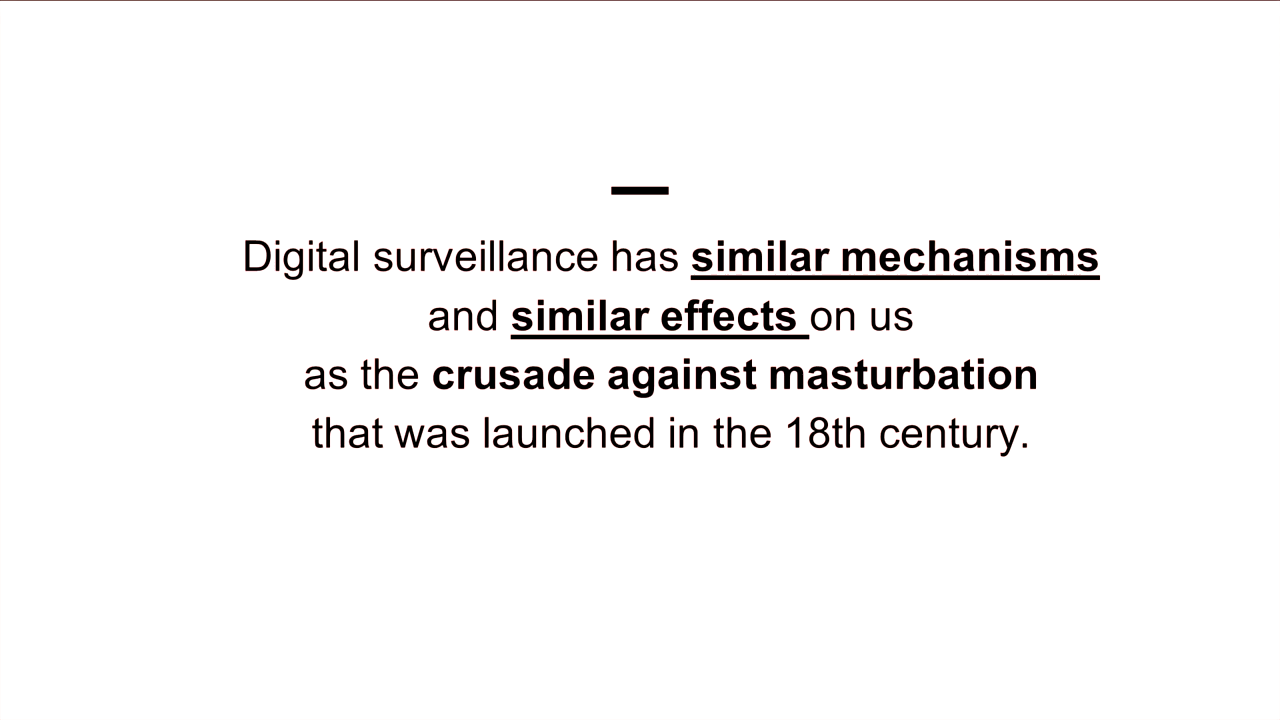 Digital surveillance has similar mechanisms
and similar effects on us
as the crusade against masturbation
that was launched in the 18th century.